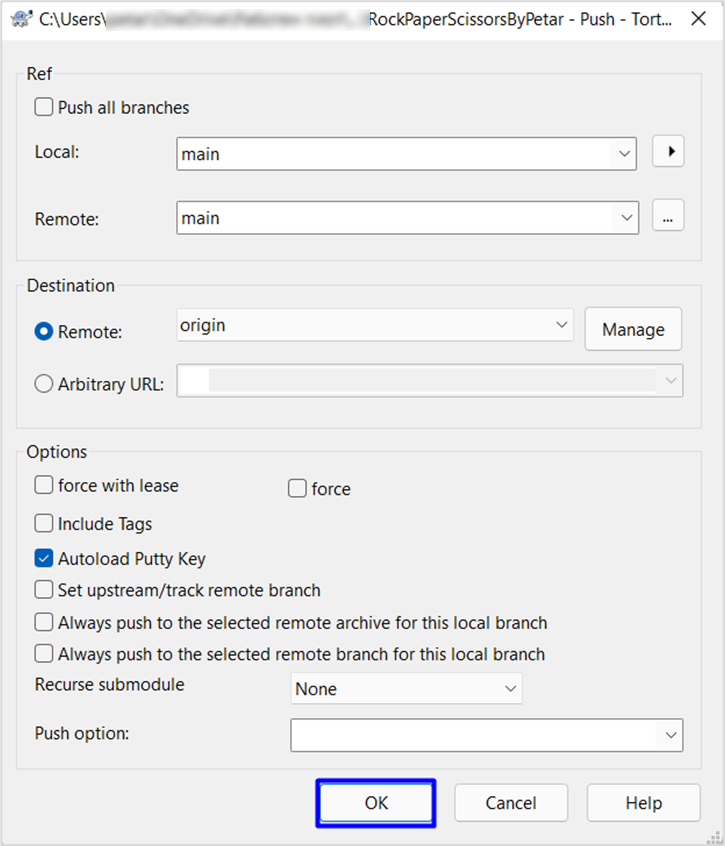 C:\Users\ RockPaperScissorsByPetar - Push - Tort...
Ref
Push all branches
Local: main
Remote: main ...
Destination
Remote: origin Manage
Arbitrary URL:
Options
force with lease force
Include Tags
Autoload Putty Key
Set upstream/track remote branch
Always push to the selected remote archive for this local branch
Always push to the selected remote branch for this local branch
Recurse submodule None
Push option:
OK Cancel Help